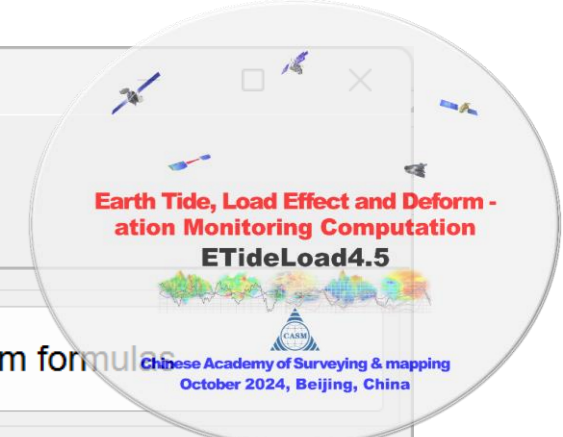 Earth Tide, Load Effect and Deform -
ation Monitoring Computation
ETideLoad4.5
CASM
m formulas
Chinese Academy of Surveying & mapping
October 2024, Beijing, China